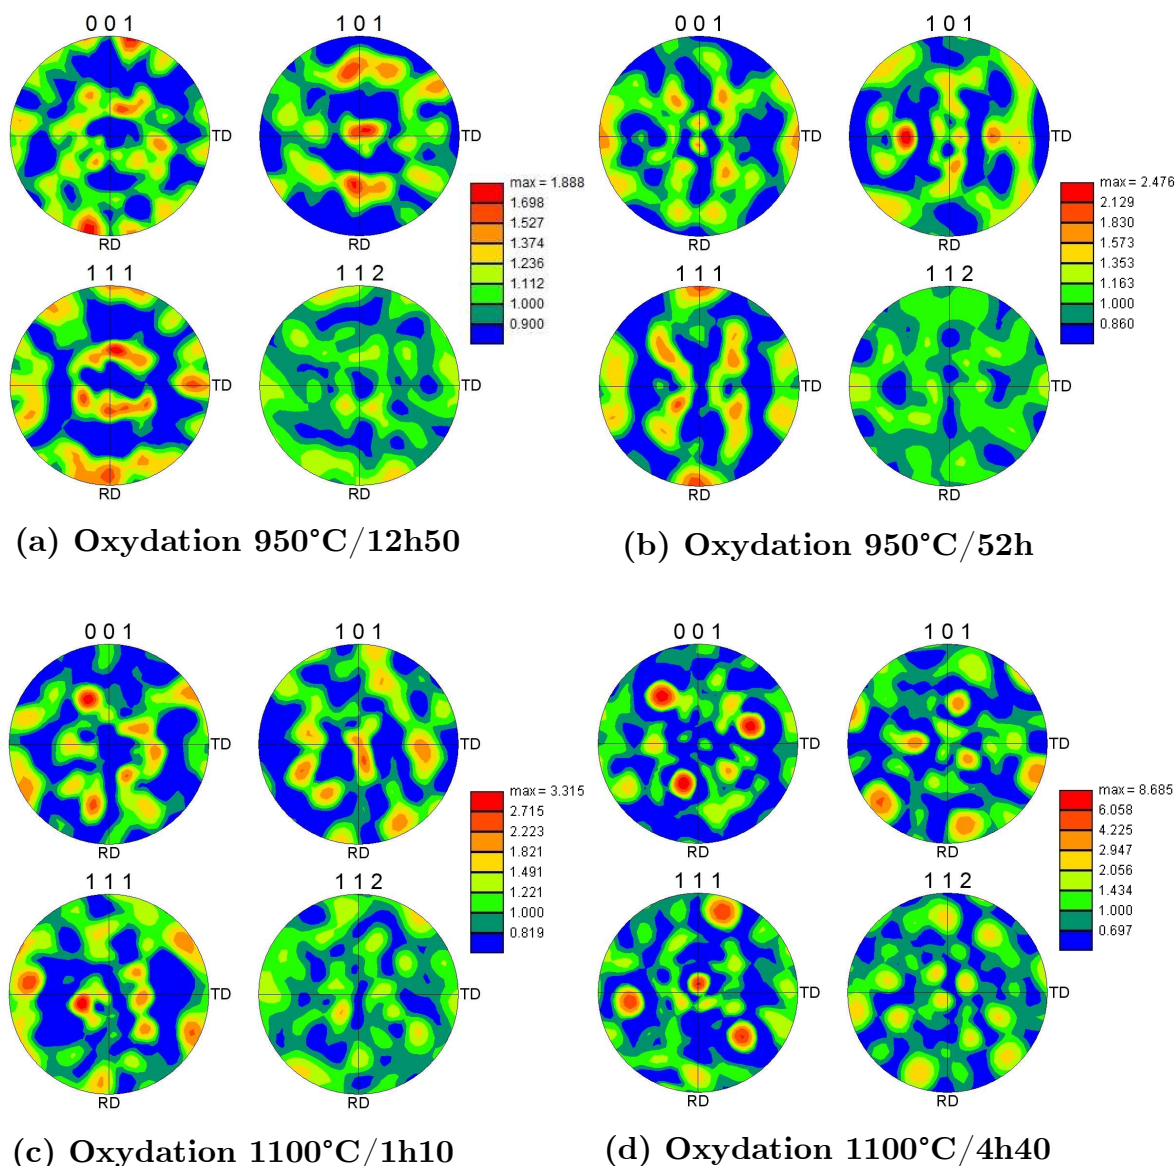 0 0 1
TD
RD
1 0 1
TD
RD
max = 1.888
1.698
1.527
1.374
1.236
1.112
1.000
0.900
1 1 1
TD
RD
1 1 2
TD
RD
(a) Oxydation 950°C/12h50
0 0 1
TD
RD
1 0 1
TD
RD
max = 2.476
2.129
1.830
1.573
1.353
1.163
1.000
0.860
1 1 1
TD
RD
1 1 2
TD
RD
(b) Oxydation 950°C/52h
0 0 1
TD
RD
1 0 1
TD
RD
max = 3.315
2.715
2.223
1.821
1.491
1.221
1.000
0.819
1 1 1
TD
RD
1 1 2
TD
RD
(c) Oxydation 1100°C/1h10
0 0 1
TD
RD
1 0 1
TD
RD
max = 8.685
6.058
4.225
2.947
2.056
1.434
1.000
0.697
1 1 1
TD
RD
1 1 2
TD
RD
(d) Oxydation 1100°C/4h40